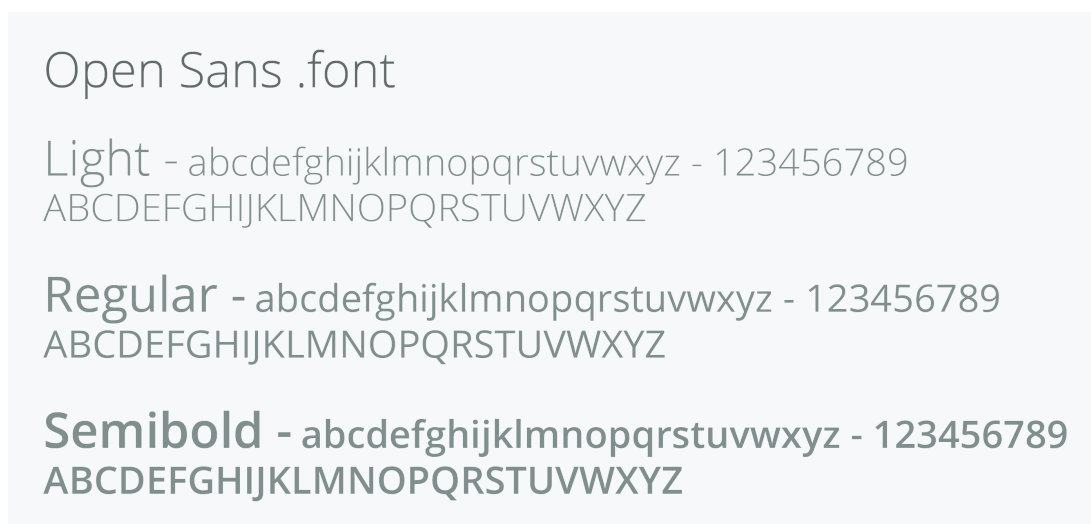 Open Sans .font
Light - abcdefghijklmnopqrstuvwxyz - 123456789
ABCDEFGHIJKLMNOPQRSTUVWXYZ
Regular - abcdefghijklmnopqrstuvwxyz - 123456789
ABCDEFGHIJKLMNOPQRSTUVWXYZ
Semibold - abcdefghijklmnopqrstuvwxyz - 123456789
ABCDEFGHIJKLMNOPQRSTUVWXYZ